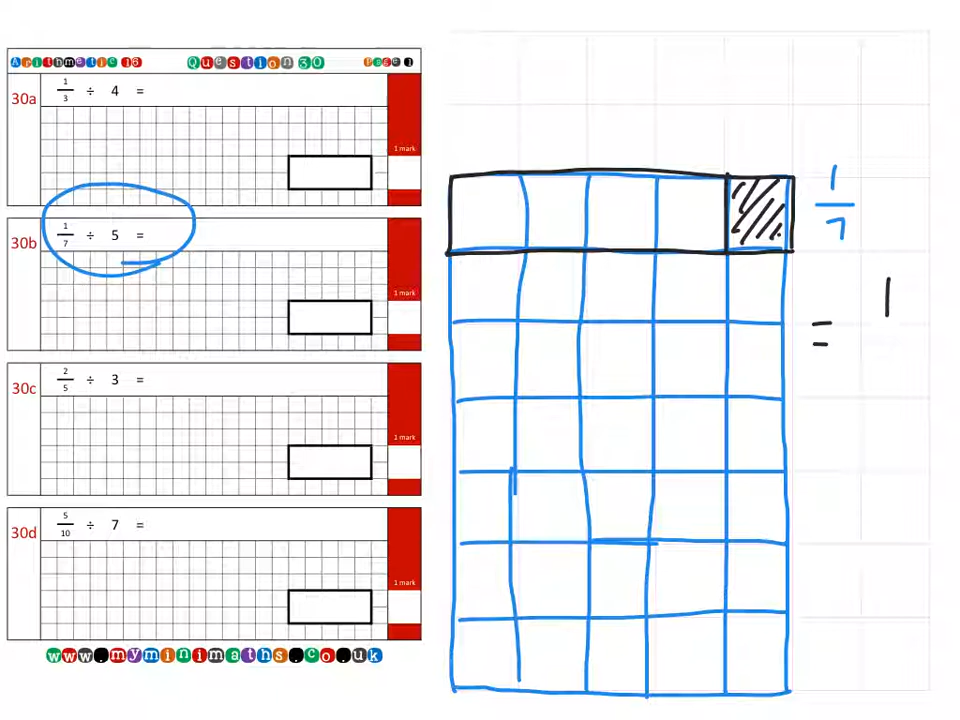 Arithmetic 16 Question 30 Page 1
30a 1/3 ÷ 4 =
1 mark
30b 1/7 ÷ 5 =
1 mark
30c 2/5 ÷ 3 =
1 mark
30d 5/10 ÷ 7 =
1 mark
www.myminimaths.co.uk
1/7
= 1